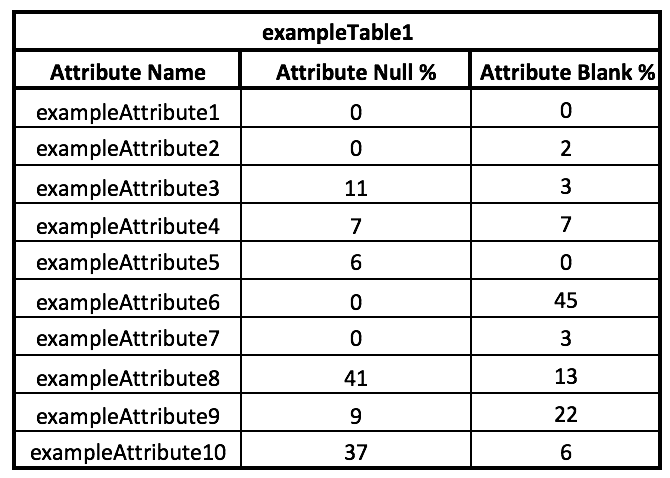 exampleTable1
Attribute Name Attribute Null % Attribute Blank %
exampleAttribute1 0 0
exampleAttribute2 0 2
exampleAttribute3 11 3
exampleAttribute4 7 7
exampleAttribute5 6 0
exampleAttribute6 0 45
exampleAttribute7 0 3
exampleAttribute8 41 13
exampleAttribute9 9 22
exampleAttribute10 37 6